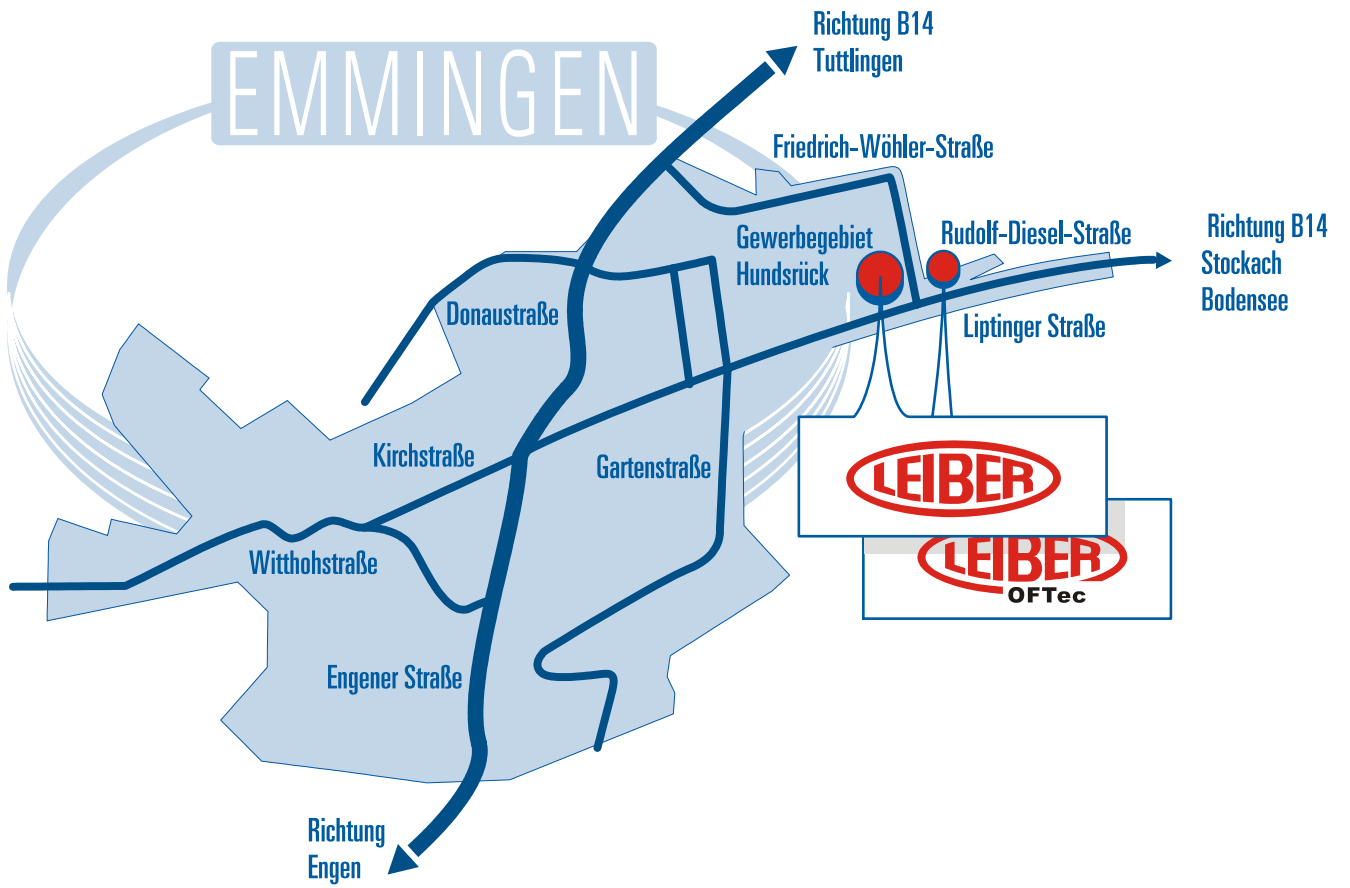 EMMINGEN
Richtung B14
Tuttlingen
Friedrich-Wöhler-Straße
Gewerbegebiet
Hundsrück
Rudolf-Diesel-Straße
Richtung B14
Stockach
Bodensee
Donaustraße
Liptinger Straße
Kirchstraße
Gartenstraße
LEIBER
Witthohstraße
LEIBER
OFTec
Engener Straße
Richtung
Engen